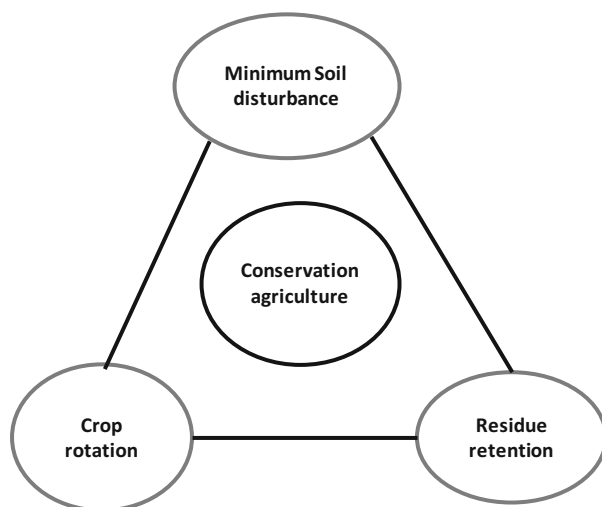 Minimum Soil
disturbance
Conservation
agriculture
Crop
rotation
Residue
retention